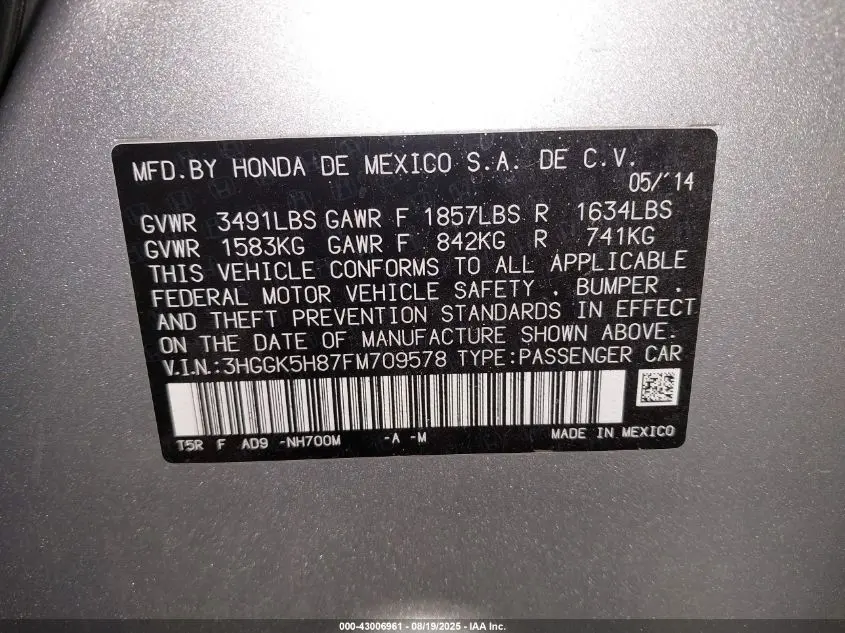 MFD.BY HONDA DE MEXICO S.A. DE C.V.
05/'14
GVWR 3491LBS GAWR F 1857LBS R 1634LBS
GVWR 1583KG GAWR F 842KG R 741KG
THIS VEHICLE CONFORMS TO ALL APPLICABLE
FEDERAL MOTOR VEHICLE SAFETY , BUMPER ,
AND THEFT PREVENTION STANDARDS IN EFFECT
ON THE DATE OF MANUFACTURE SHOWN ABOVE.
V.I.N.:3HGGK5H87FM709578 TYPE:PASSENGER CAR
T5R F AD9 -NH700M -A -M MADE IN MEXICO
000-43006961 - 08/19/2025 - IAA Inc.